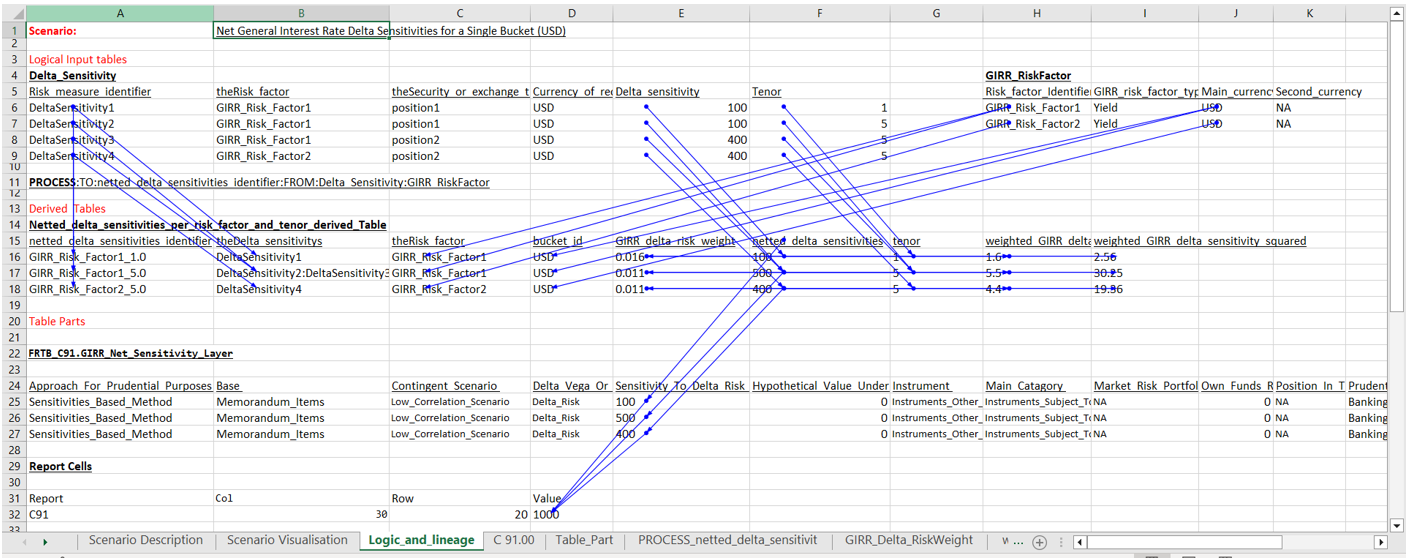 A B C D E F G H I J K
1 Scenario: Net General Interest Rate Delta Sensitivities for a Single Bucket (USD)
2
3 Logical Input tables
4 Delta_Sensitivity GIRR_RiskFactor
5 Risk_measure_identifier theRisk_factor theSecurity_or_exchange_t Currency_of_rec Delta_sensitivity Tenor Risk_factor_Identifier GIRR_risk_factor_typ Main_currency Second_currency
6 DeltaSensitivity1 GIRR_Risk_Factor1 position1 USD 100 1 GIRR_Risk_Factor1 Yield USD NA
7 DeltaSensitivity2 GIRR_Risk_Factor1 position1 USD 100 5 GIRR_Risk_Factor2 Yield USD NA
8 DeltaSensitivity3 GIRR_Risk_Factor1 position2 USD 400 5
9 DeltaSensitivity4 GIRR_Risk_Factor2 position2 USD 400 5
10
11 PROCESS:TO:netted_delta_sensitivities_identifier:FROM:Delta_Sensitivity:GIRR_RiskFactor
12
13 Derived Tables
14 Netted_delta_sensitivities_per_risk_factor_and_tenor_derived_Table
15 netted_delta_sensitivities_identifier theDelta_sensitivitys theRisk_factor bucket_id GIRR_delta_risk_weight netted_delta_sensitivities tenor weighted_GIRR_delta weighted_GIRR_delta_sensitivity_squared
16 GIRR_Risk_Factor1_1.0 DeltaSensitivity1 GIRR_Risk_Factor1 USD 0.016 100 1 1.6 2.56
17 GIRR_Risk_Factor1_5.0 DeltaSensitivity2:DeltaSensitivity3 GIRR_Risk_Factor1 USD 0.011 500 5 5.5 30.25
18 GIRR_Risk_Factor2_5.0 DeltaSensitivity4 GIRR_Risk_Factor2 USD 0.011 400 5 4.4 19.36
19
20 Table Parts
21
22 FRTB_C91.GIRR_Net_Sensitivity_Layer
23
24 Approach_For_Prudential_Purposes Base Contingent_Scenario Delta_Vega_Or_ Sensitivity_To_Delta_Risk_ Hypothetical_Value_Under_ Instrument Main_Catagory Market_Risk_Portfol Own_Funds_R Position_In_T Prudent
25 Sensitivities_Based_Method Memorandum_Items Low_Correlation_Scenario Delta_Risk 100 0 Instruments_Other_ Instruments_Subject_To NA 0 NA Banking
26 Sensitivities_Based_Method Memorandum_Items Low_Correlation_Scenario Delta_Risk 500 0 Instruments_Other_ Instruments_Subject_To NA 0 NA Banking
27 Sensitivities_Based_Method Memorandum_Items Low_Correlation_Scenario Delta_Risk 400 0 Instruments_Other_ Instruments_Subject_To NA 0 NA Banking
28
29 Report Cells
30
31 Report Col Row Value
32 C91 30 20 1000
33
Scenario Description Scenario Visualisation Logic_and_lineage C 91.00 Table_Part PROCESS_netted_delta_sensitivit GIRR_Delta_RiskWeight ...